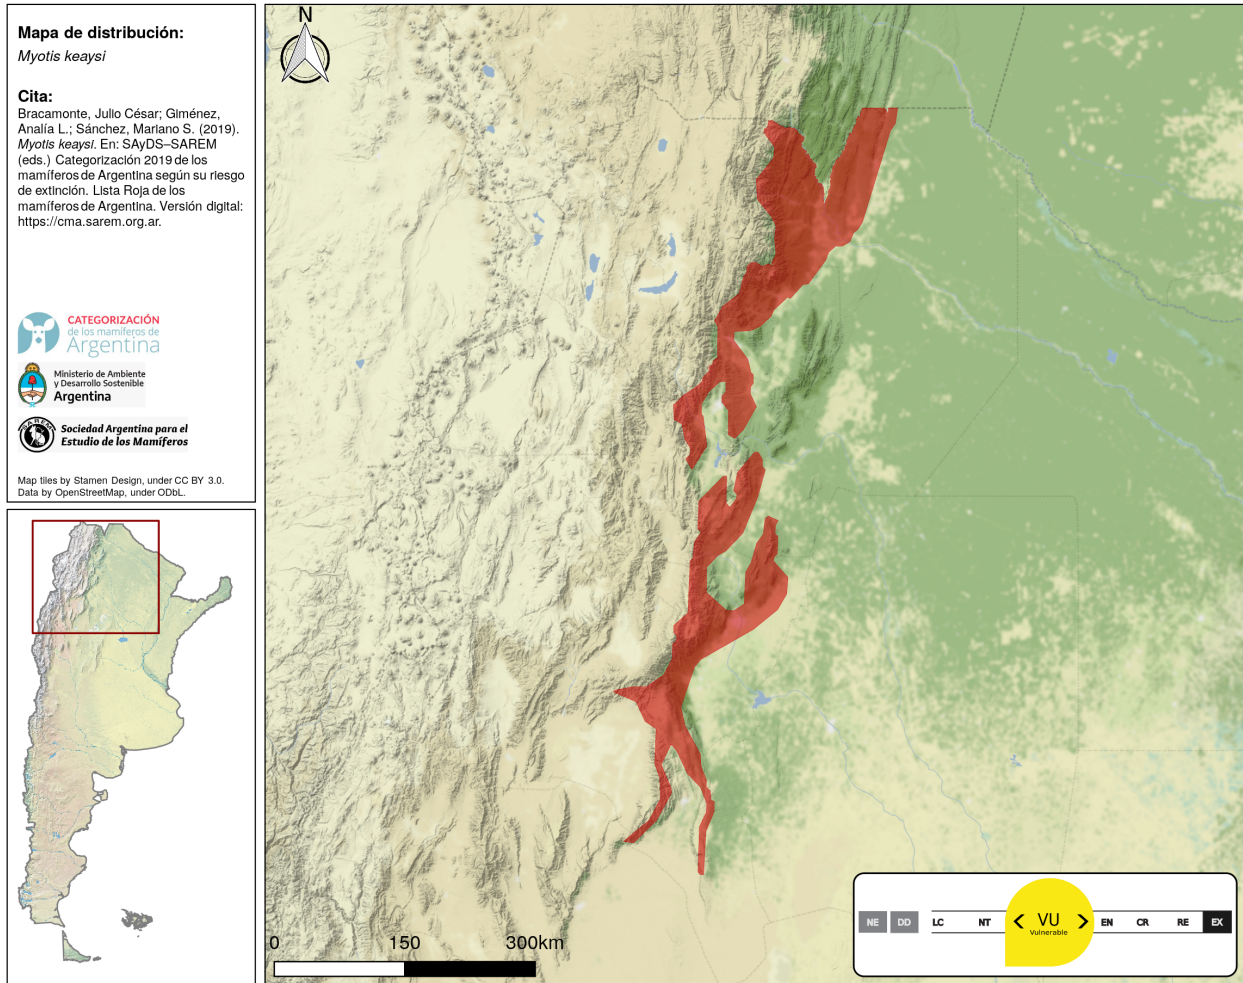 Mapa de distribución:
Myotis keaysi
Cita:
Bracamonte, Julio César; Giménez,
Analía L.; Sánchez, Mariano S. (2019).
Myotis keaysi. En: SAyDS–SAREM
(eds.) Categorización 2019 de los
mamíferos de Argentina según su riesgo
de extinción. Lista Roja de los
mamíferos de Argentina. Versión digital:
https://cma.sarem.org.ar.
CATEGORIZACIÓN
de los mamíferos de
Argentina
Ministerio de Ambiente
y Desarrollo Sostenible
Argentina
SAREM
Sociedad Argentina para el
Estudio de los Mamíferos
Map tiles by Stamen Design, under CC BY 3.0.
Data by OpenStreetMap, under ODbL.
N
0 150 300km
NE DD LC NT VU EN CR RE EX
Vulnerable